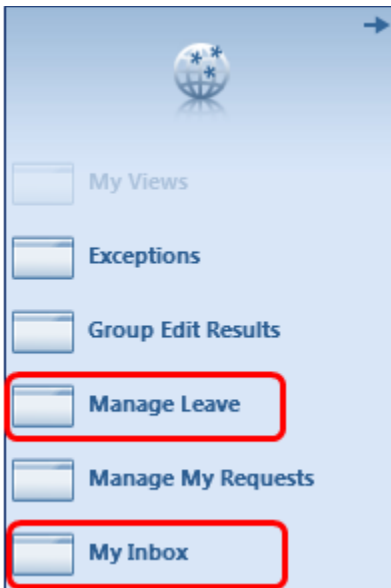 My Views
Exceptions
Group Edit Results
Manage Leave
Manage My Requests
My Inbox